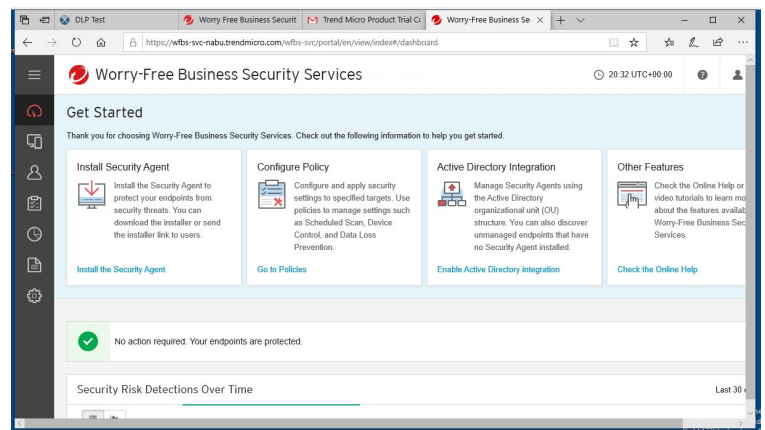 DLP Test
Worry Free Business Securit
Trend Micro Product Trial Co
Worry-Free Business Se
https://wfbs-svc-nabu.trendmicro.com/wfbs-svc/portal/en/view/index#/dashboard
Worry-Free Business Security Services
20:32 UTC+00:00
Get Started
Thank you for choosing Worry-Free Business Security Services. Check out the following information to help you get started.
Install Security Agent
Install the Security Agent to
protect your endpoints from
security threats. You can
download the installer or send
the installer link to users.
Install the Security Agent
Configure Policy
Configure and apply security
settings to specified targets. Use
policies to manage settings such
as Scheduled Scan, Device
Control, and Data Loss
Prevention.
Go to Policies
Active Directory Integration
Manage Security Agents using
the Active Directory
organizational unit (OU)
structure. You can also discover
unmanaged endpoints that have
no Security Agent installed.
Enable Active Directory integration
Other Features
Check the Online Help or
video tutorials to learn mo
about the features availab
Worry-Free Business Sec
Services.
Check the Online Help
No action required. Your endpoints are protected.
Security Risk Detections Over Time
Last 30